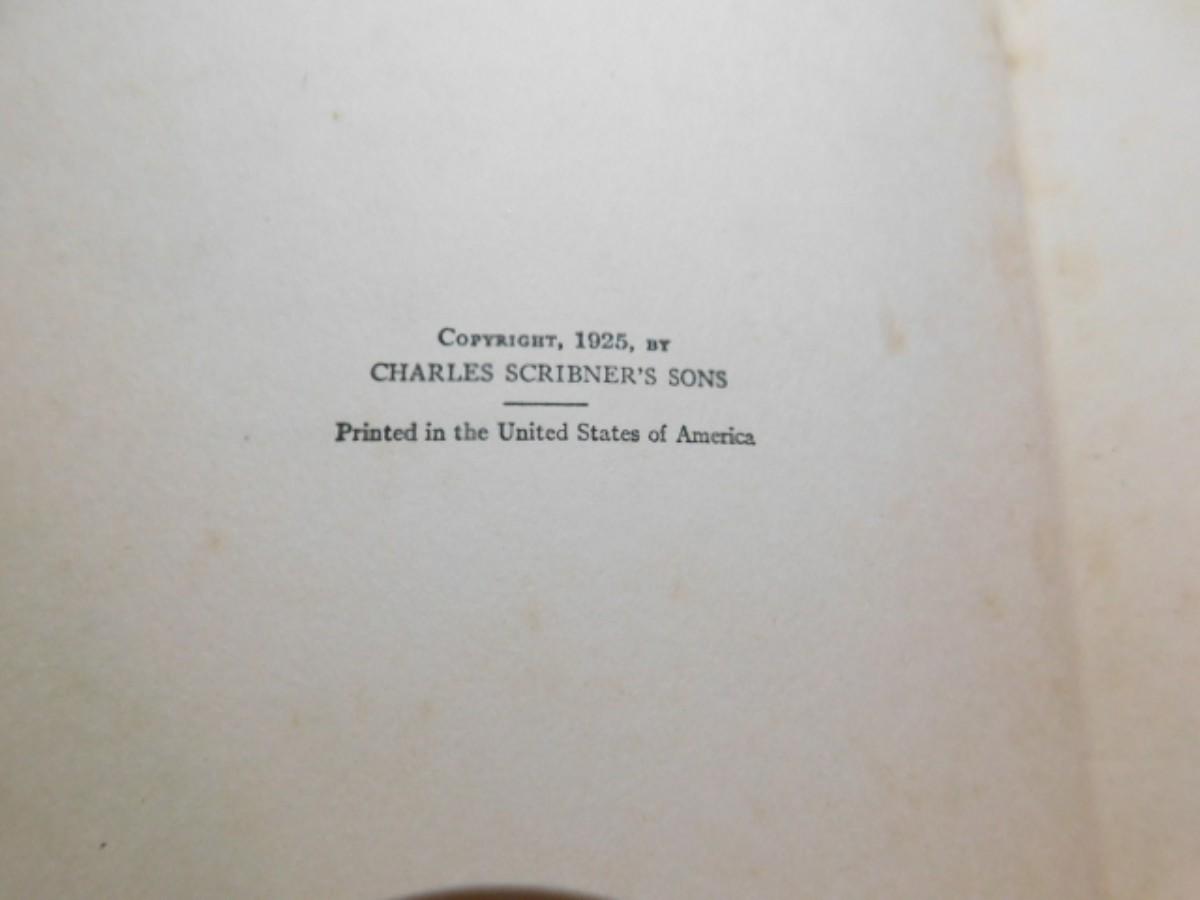 Copyright, 1925, by
CHARLES SCRIBNER'S SONS
Printed in the United States of America